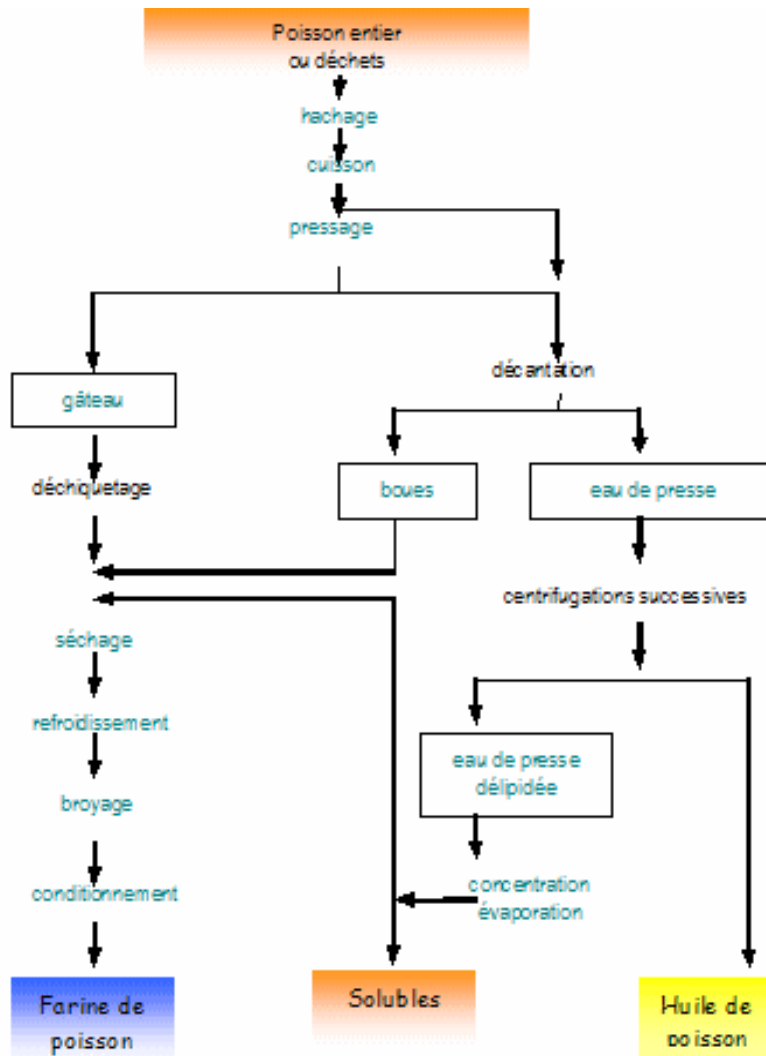 Poisson entier
ou déchets
hachage
cuisson
pressage
décantation
gâteau
déchiquetage
boues
eau de presse
centrifugations successives
séchage
refroidissement
eau de presse
délipidée
broyage
concentration
évaporation
conditionnement
Farine de
poisson
Solubles
Huile de
poisson